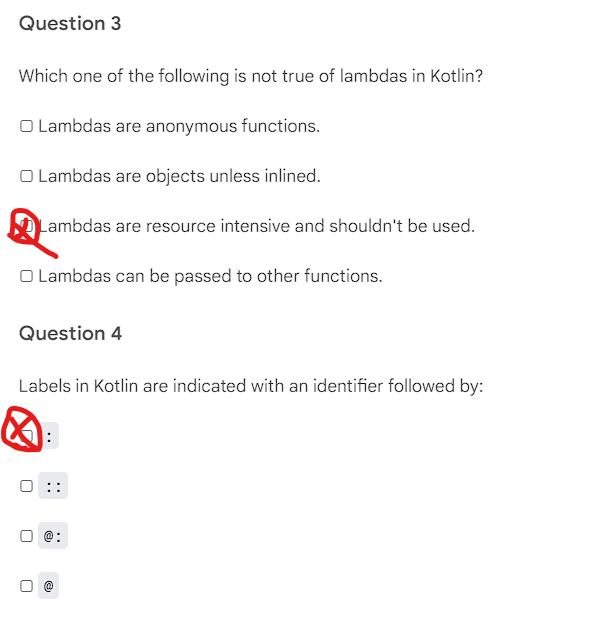 Question 3
Which one of the following is not true of lambdas in Kotlin?
Lambdas are anonymous functions.
Lambdas are objects unless inlined.
Lambdas are resource intensive and shouldn't be used.
Lambdas can be passed to other functions.
Question 4
Labels in Kotlin are indicated with an identifier followed by:
:
::
@:
@